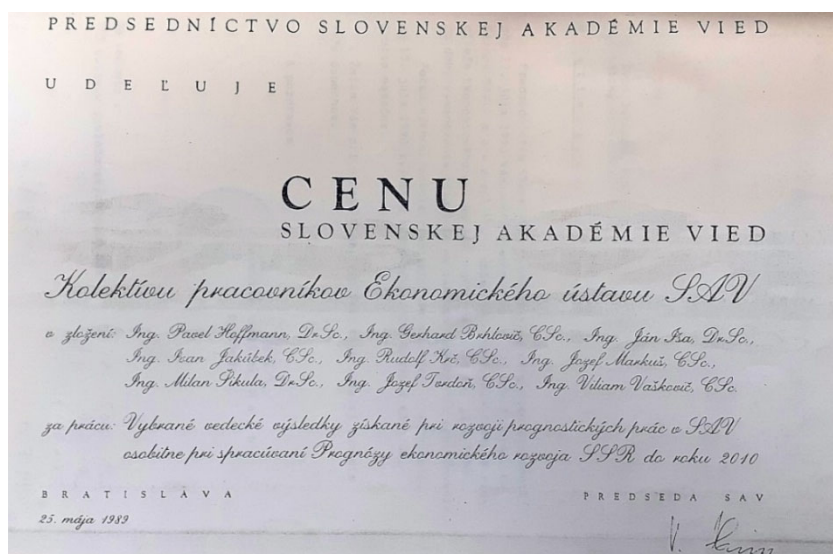 PREDSEDNÍCTVO SLOVENSKEJ AKADÉMIE VIED
UDEĽUJE
CENU
SLOVENSKEJ AKADÉMIE VIED
Kolektívu pracovníkov Ekonomického ústavu SAV
v zložení: Ing. Pavel Hoffmann, DrSc., Ing. Gerhard Brhlovič, CSc., Ing. Ján Iša, DrSc.,
Ing. Ivan Jakúbek, CSc., Ing. Rudolf Krč, CSc., Ing. Jozef Markuš, CSc.,
Ing. Milan Šikula, DrSc., Ing. Jozef Tvrdoň, CSc., Ing. Viliam Vaškovič, CSc.
za prácu: Vybrané vedecké výsledky získané pri rozvoji prognostických prác v SAV
osobitne pri spracúvaní Prognózy ekonomického rozvoja SSR do roku 2010
BRATISLAVA
PREDSEDA SAV
25. mája 1989